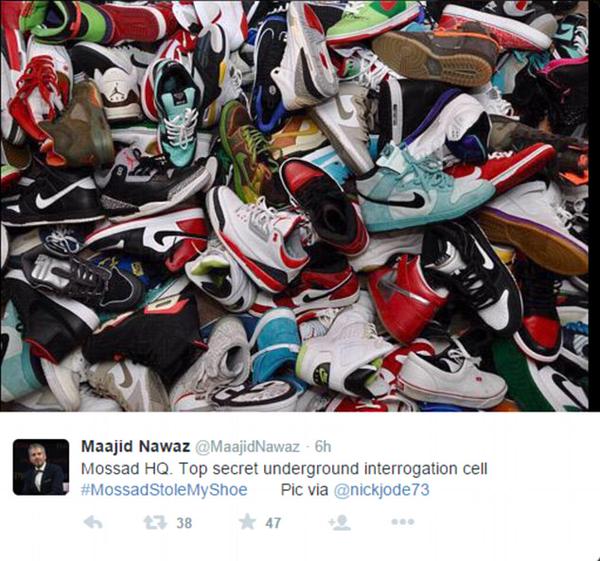 Maajid Nawaz @MaajidNawaz · 6h
Mossad HQ. Top secret underground interrogation cell
#MossadStoleMyShoe Pic via @nickjode73
38 47